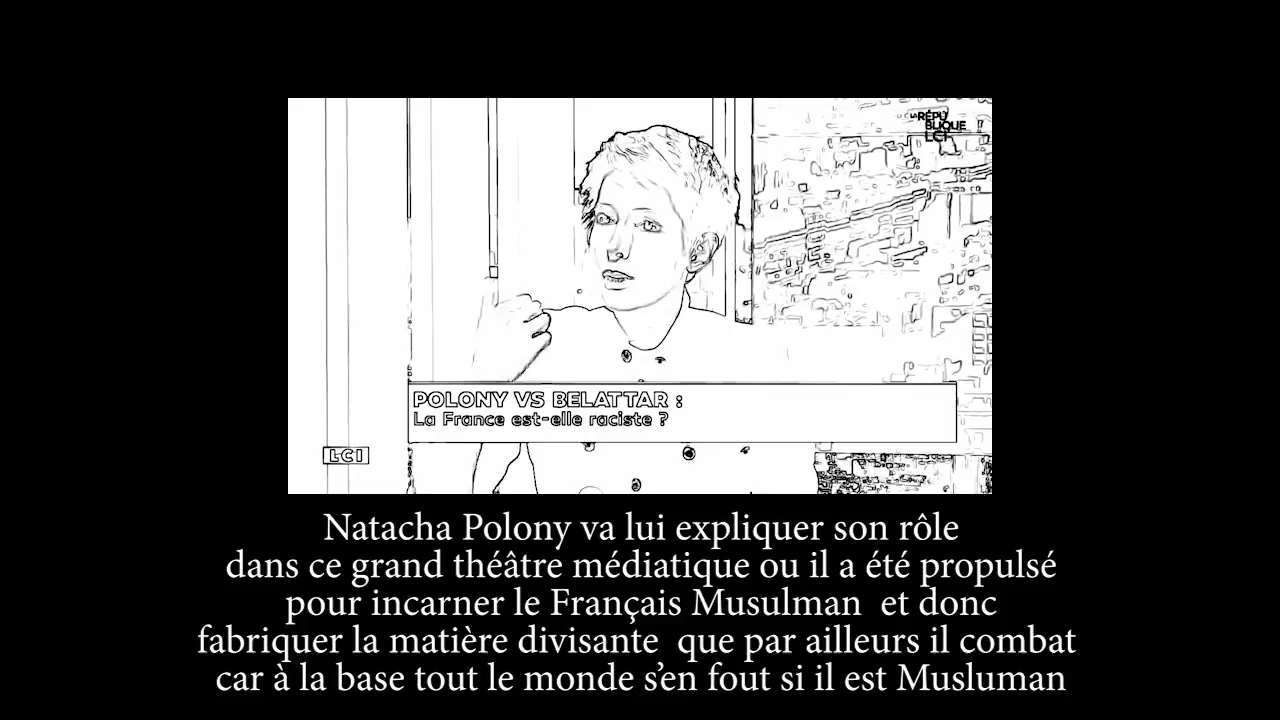 LA RÉPU
BLIQUE
LCI
POLONY VS BELATTAR :
La France est-elle raciste ?
LCI
Natacha Polony va lui expliquer son rôle
dans ce grand théâtre médiatique ou il a été propulsé
pour incarner le Français Musulman et donc
fabriquer la matière divisante que par ailleurs il combat
car à la base tout le monde s'en fout si il est Musluman